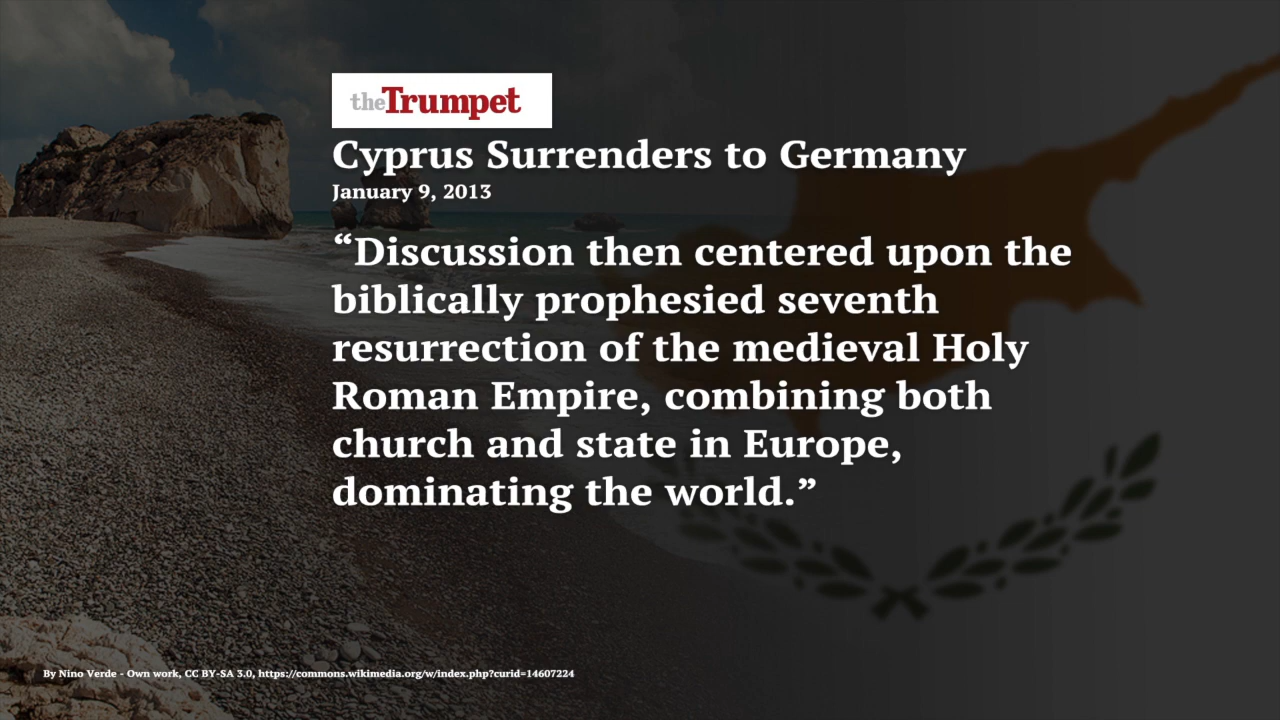 theTrumpet
Cyprus Surrenders to Germany
January 9, 2013
“Discussion then centered upon the
biblically prophesied seventh
resurrection of the medieval Holy
Roman Empire, combining both
church and state in Europe,
dominating the world.”
By Nino Verde - Own work, CC BY-SA 3.0, https://commons.wikimedia.org/w/index.php?curid=14607224